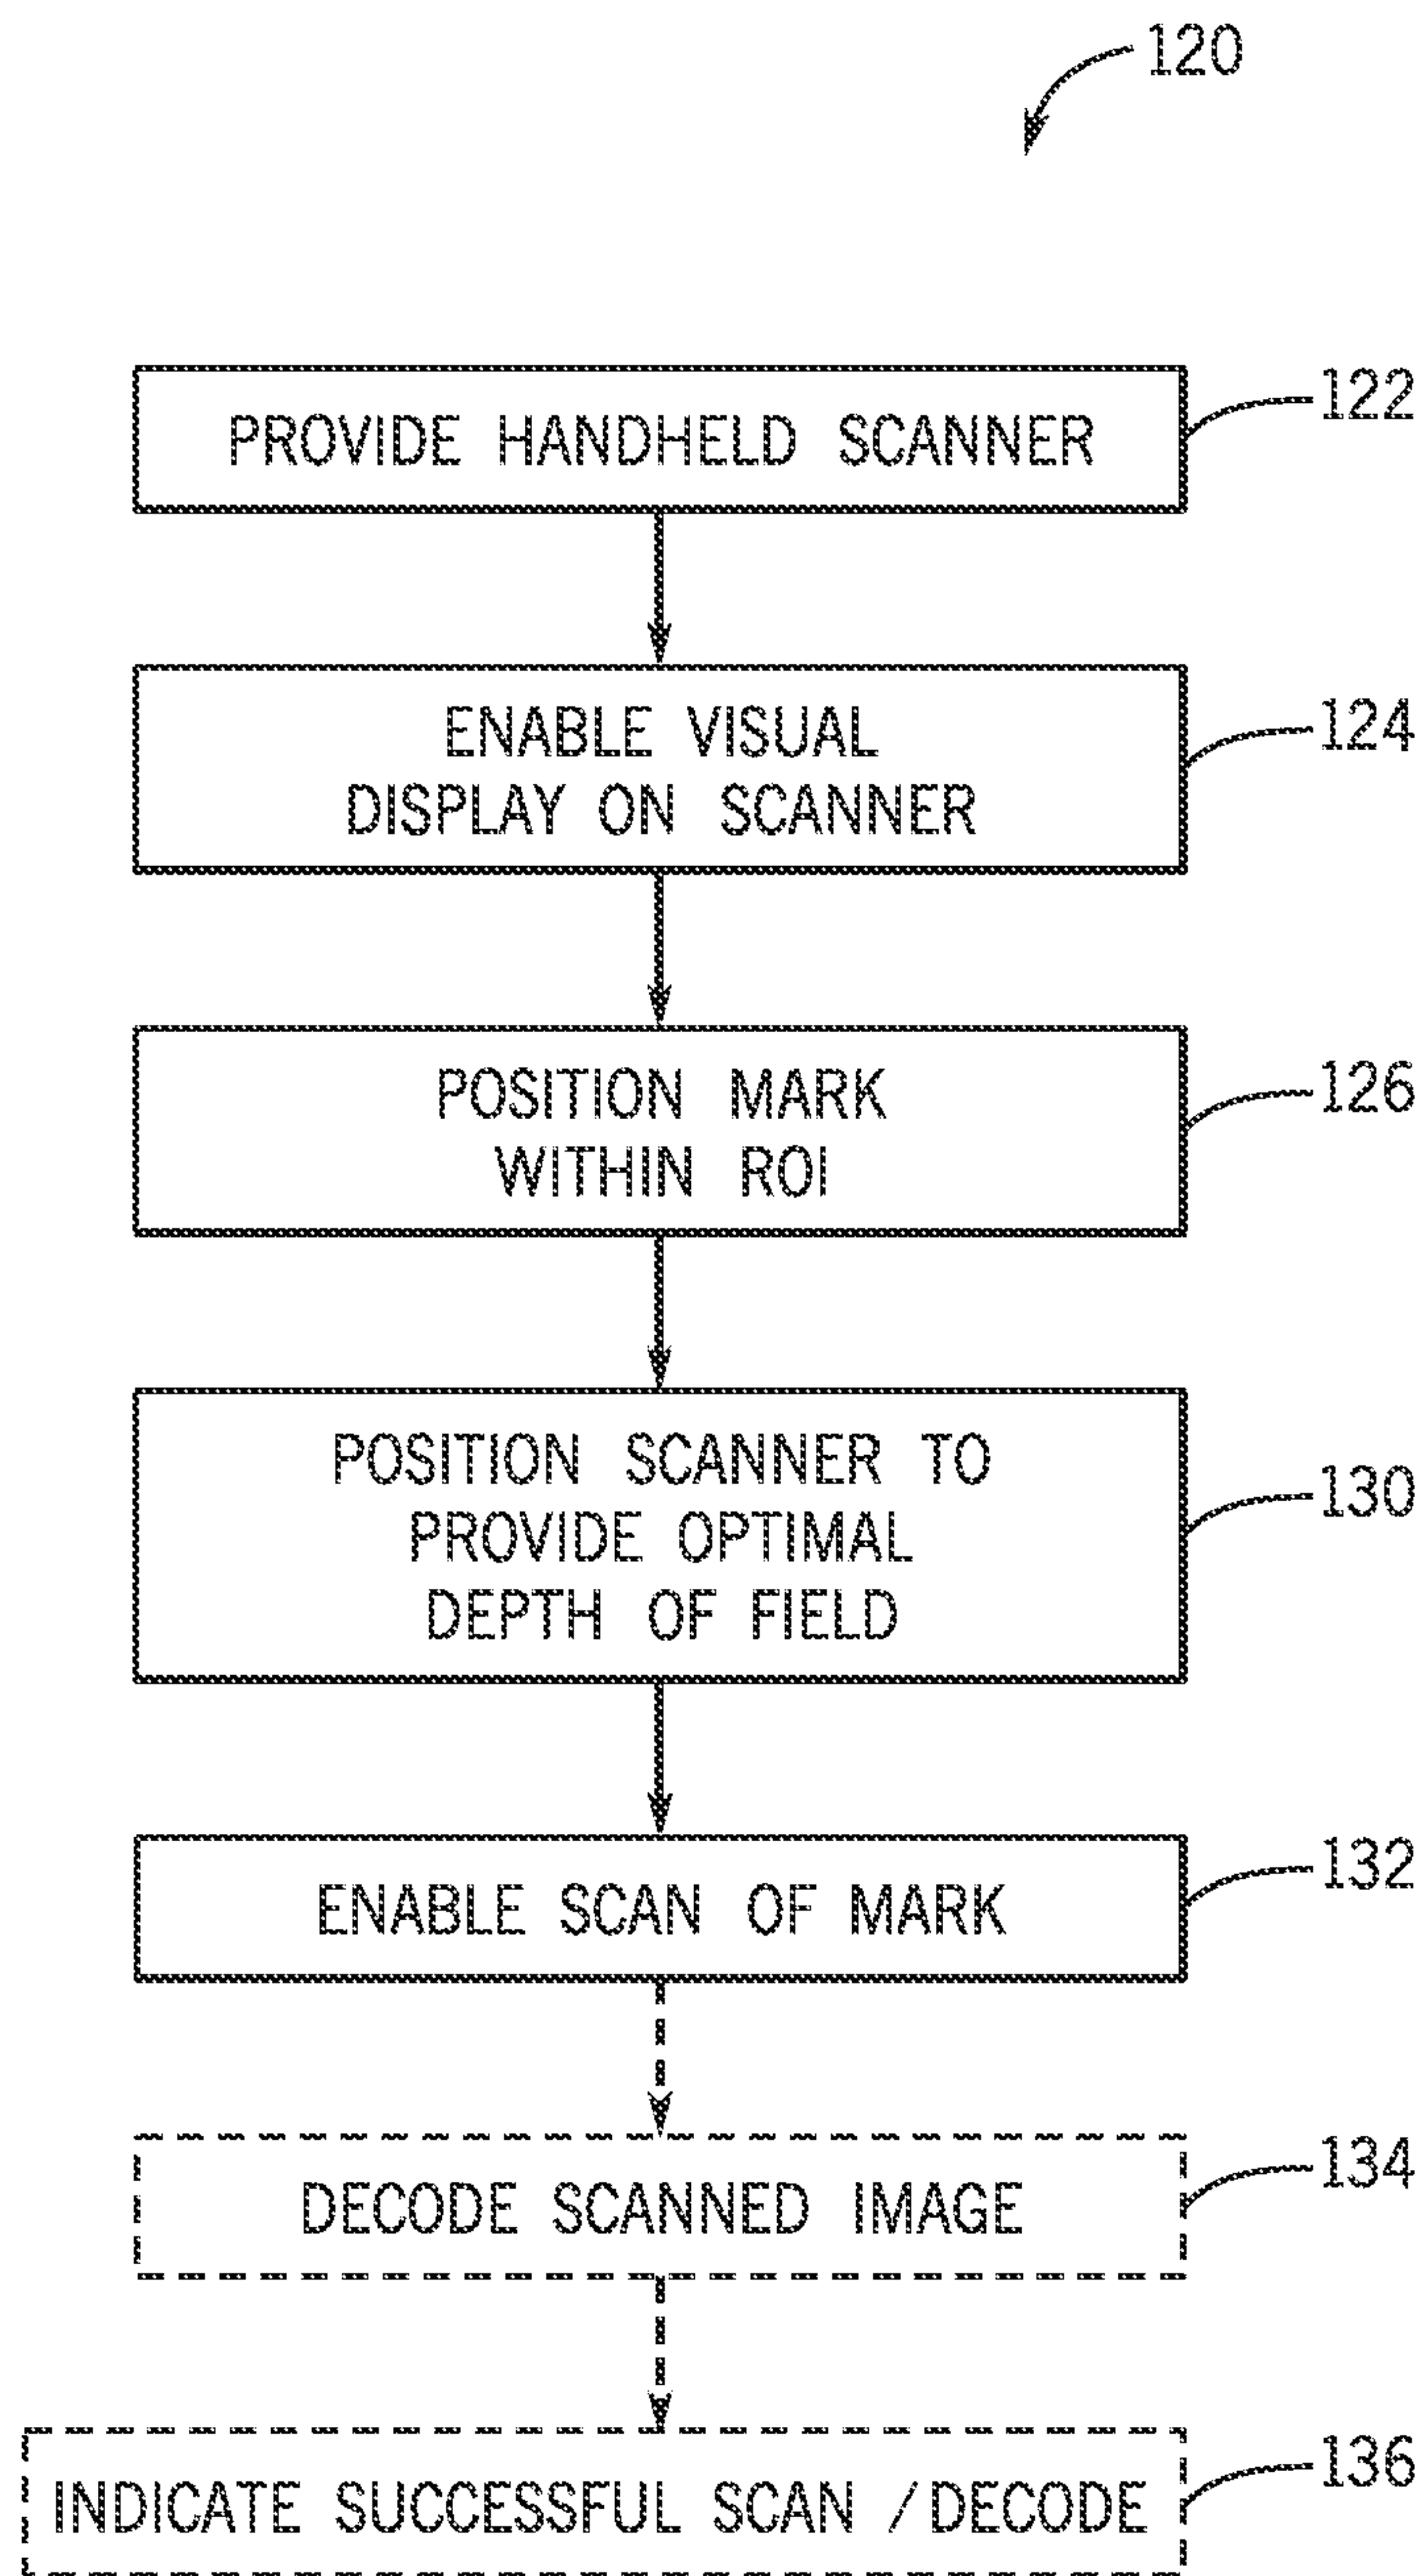 120
PROVIDE HANDHELD SCANNER
122
ENABLE VISUAL
DISPLAY ON SCANNER
124
POSITION MARK
WITHIN ROI
126
POSITION SCANNER TO
PROVIDE OPTIMAL
DEPTH OF FIELD
130
ENABLE SCAN OF MARK
132
DECODE SCANNED IMAGE
134
INDICATE SUCCESSFUL SCAN / DECODE
136